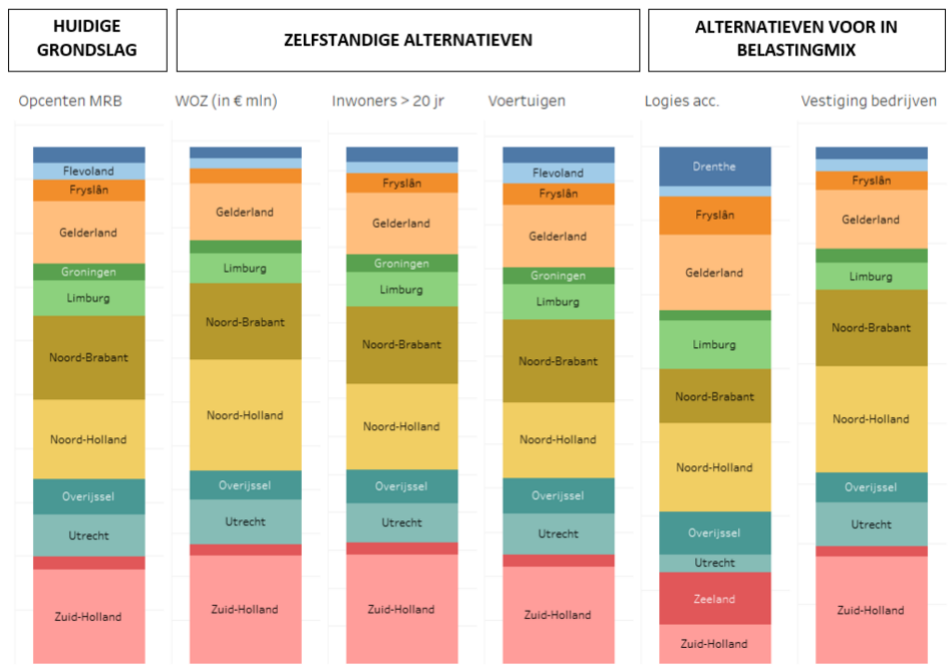 HUIDIGE
GRONDSLAG
ZELFSTANDIGE ALTERNATIEVEN
ALTERNATIEVEN VOOR IN
BELASTINGMIX
Opcenten MRB
WOZ (in € mln)
Inwoners > 20 jr
Voertuigen
Logies acc.
Vestiging bedrijven
Flevoland
Fryslân
Gelderland
Groningen
Limburg
Noord-Brabant
Noord-Holland
Overijssel
Utrecht
Zuid-Holland
Gelderland
Limburg
Noord-Brabant
Noord-Holland
Overijssel
Utrecht
Zuid-Holland
Fryslân
Gelderland
Groningen
Limburg
Noord-Brabant
Noord-Holland
Overijssel
Utrecht
Zuid-Holland
Flevoland
Fryslân
Gelderland
Groningen
Limburg
Noord-Brabant
Noord-Holland
Overijssel
Utrecht
Zuid-Holland
Drenthe
Fryslân
Gelderland
Limburg
Noord-Brabant
Noord-Holland
Overijssel
Utrecht
Zeeland
Zuid-Holland
Fryslân
Gelderland
Limburg
Noord-Brabant
Noord-Holland
Overijssel
Utrecht
Zuid-Holland